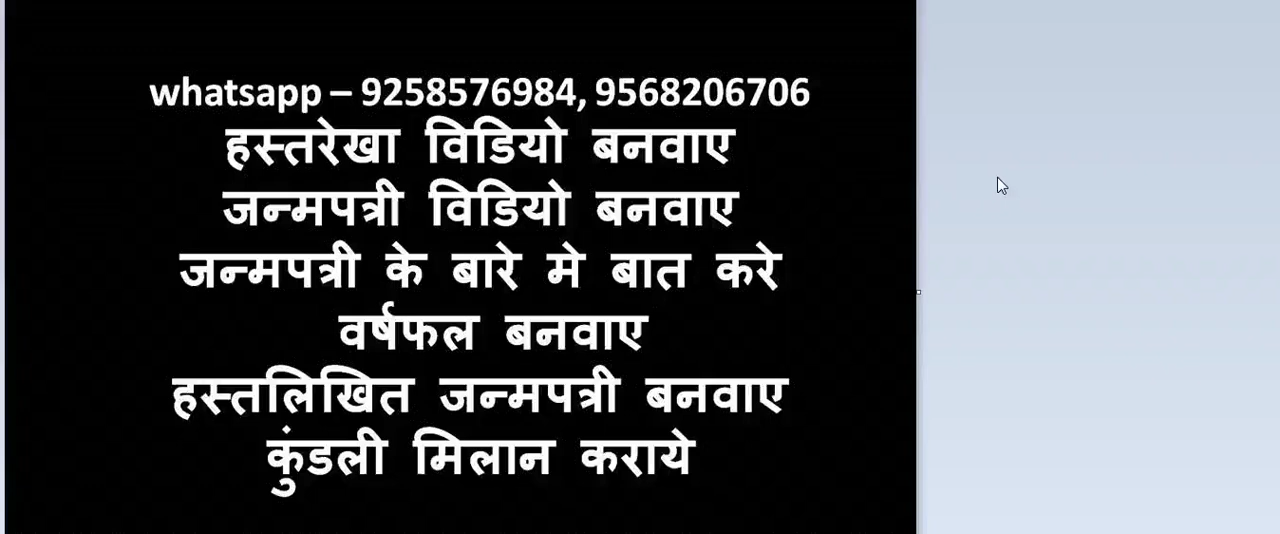 whatsapp – 9258576984, 9568206706
हस्तरेखा विडियो बनवाए
जन्मपत्री विडियो बनवाए
जन्मपत्री के बारे मे बात करे
वर्षफल बनवाए
हस्तलिखित जन्मपत्री बनवाए
कुंडली मिलान कराये